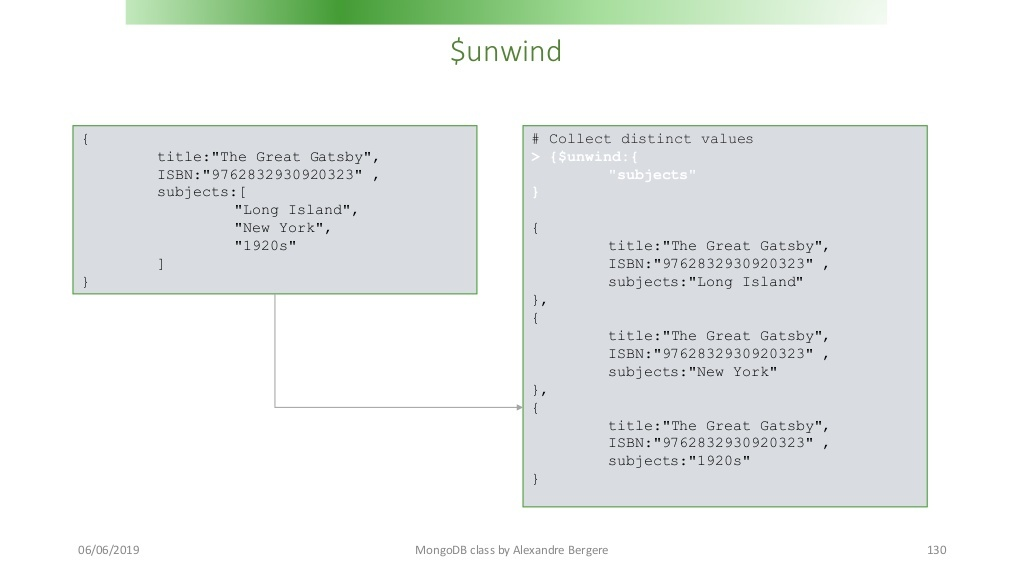 $unwind
{
title:"The Great Gatsby",
ISBN:"9762832930920323" ,
subjects:[
"Long Island",
"New York",
"1920s"
]
}
# Collect distinct values
> {$unwind:{
"subjects"
}
{
title:"The Great Gatsby",
ISBN:"9762832930920323" ,
subjects:"Long Island"
},
{
title:"The Great Gatsby",
ISBN:"9762832930920323" ,
subjects:"New York"
},
{
title:"The Great Gatsby",
ISBN:"9762832930920323" ,
subjects:"1920s"
}
06/06/2019
MongoDB class by Alexandre Bergere
130